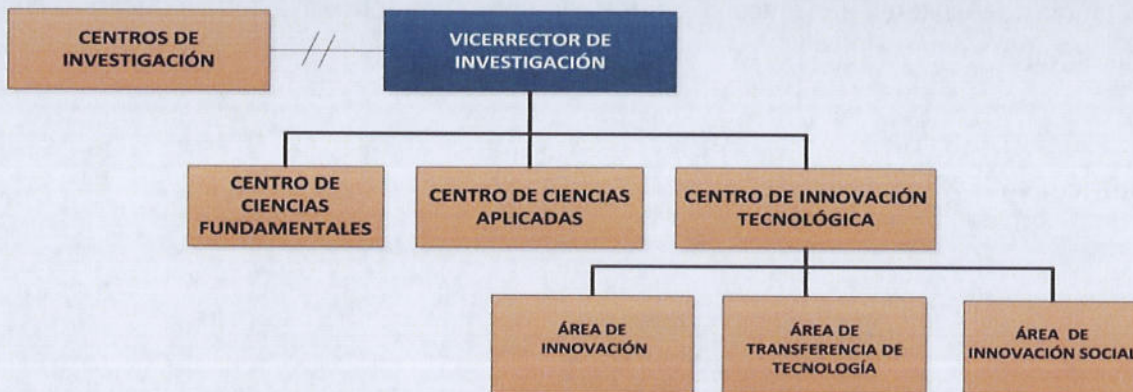 CENTROS DE
INVESTIGACIÓN
VICERRECTOR DE
INVESTIGACIÓN
CENTRO DE
CIENCIAS
FUNDAMENTALES
CENTRO DE CIENCIAS
APLICADAS
CENTRO DE INNOVACIÓN
TECNOLÓGICA
ÁREA DE
INNOVACIÓN
ÁREA DE
TRANSFERENCIA DE
TECNOLOGÍA
ÁREA DE
INNOVACIÓN SOCIAL